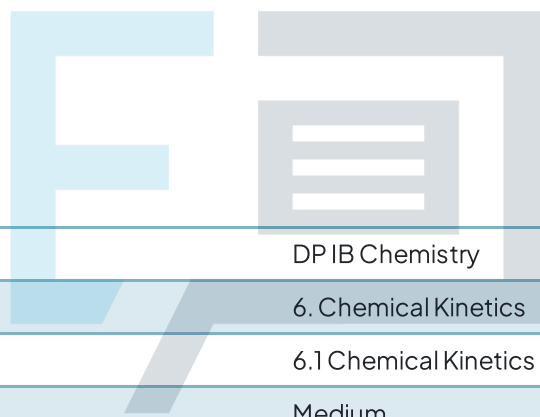 DP IB Chemistry
6. Chemical Kinetics
6.1 Chemical Kinetics
Medium